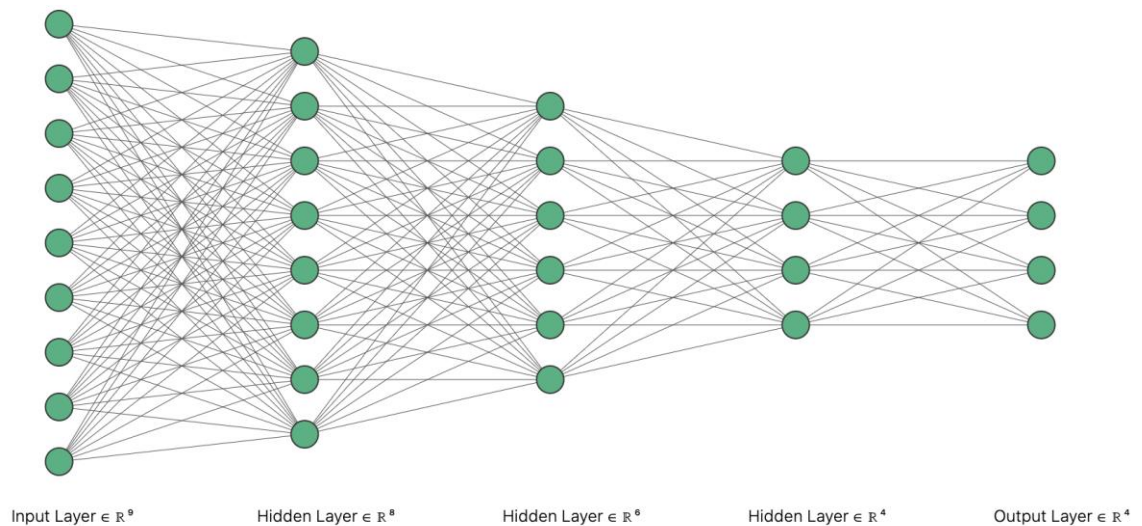 Input Layer ∈ ℝ⁹
Hidden Layer ∈ ℝ⁸
Hidden Layer ∈ ℝ⁶
Hidden Layer ∈ ℝ⁴
Output Layer ∈ ℝ⁴